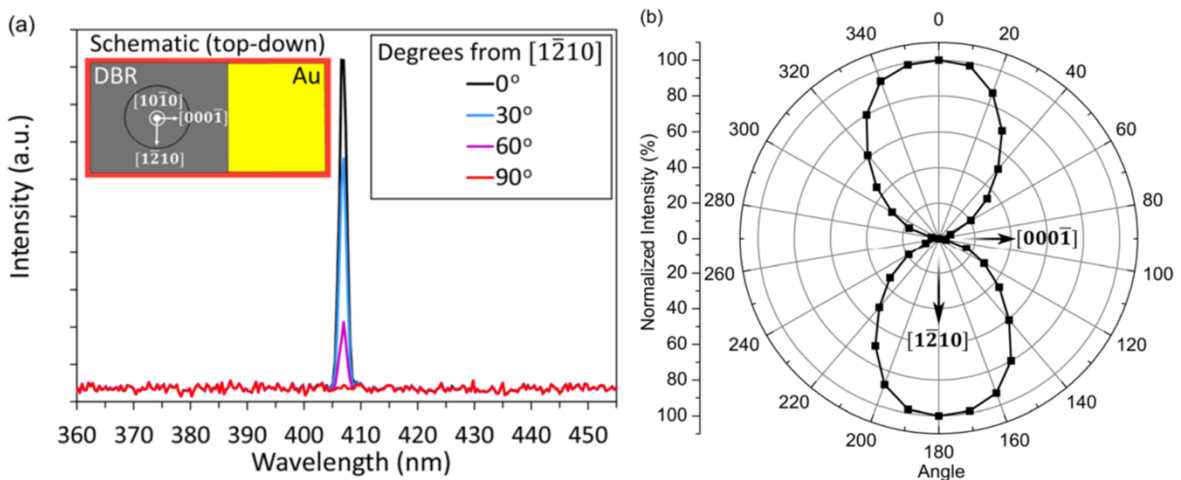 (a)
Schematic (top-down)
DBR
Au
[101̅0]
[0001̅]
[12̅10]
Degrees from [12̅10]
0°
30°
60°
90°
Intensity (a.u.)
360 370 380 390 400 410 420 430 440 450
Wavelength (nm)
(b)
0
340 20
320 40
300 60
280 80
260 100
240 120
220 140
200 160
180
Angle
Normalized Intensity (%)
100
80
60
40
20
0
20
40
60
80
100
[0001̅]
[12̅10]